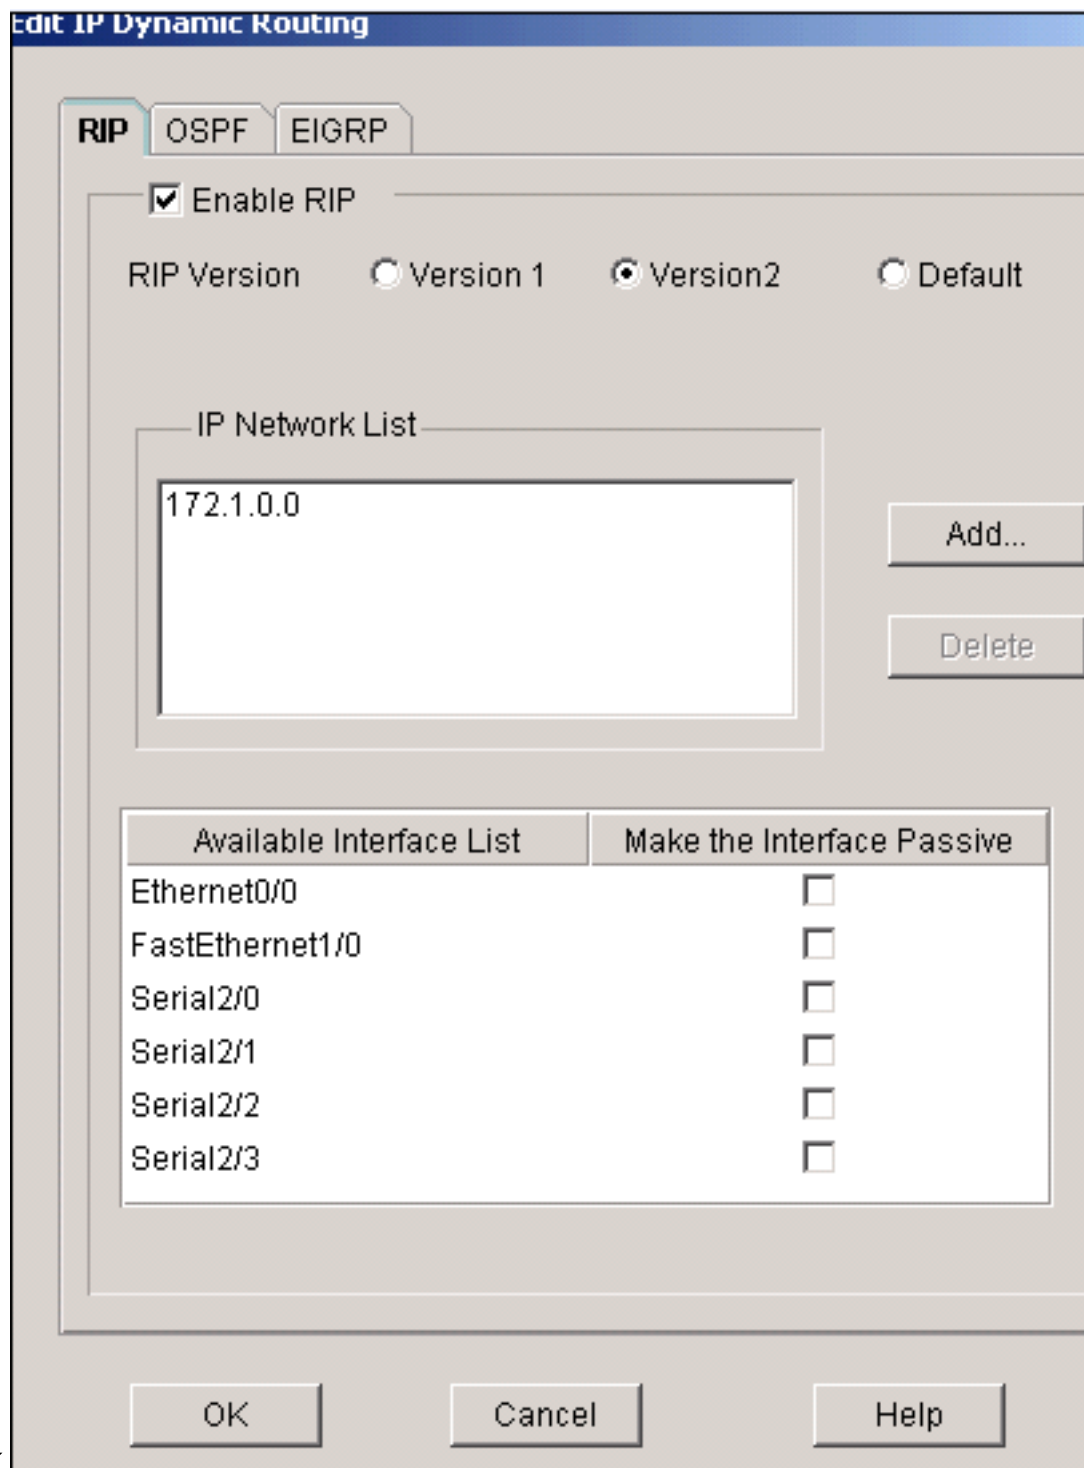 Edit IP Dynamic Routing
RIP OSPF EIGRP
Enable RIP
RIP Version Version 1 Version2 Default
IP Network List
172.1.0.0
Add...
Delete
Available Interface List Make the Interface Passive
Ethernet0/0
FastEthernet1/0
Serial2/0
Serial2/1
Serial2/2
Serial2/3
OK Cancel Help